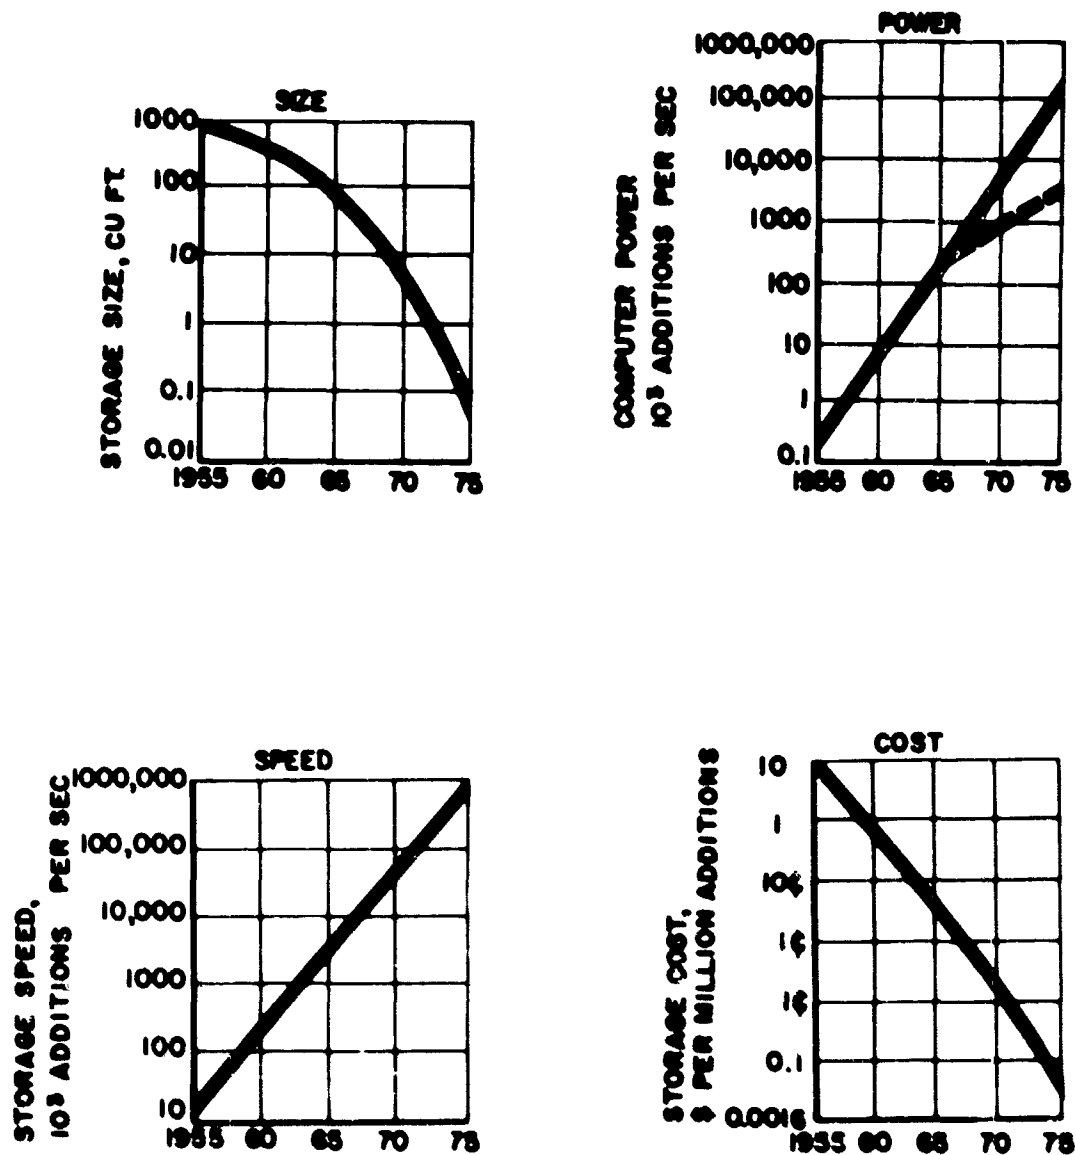 SIZE
STORAGE SIZE, CU FT.
1000
100
10
1
0.1
0.01
1955 60 65 70 75
POWER
COMPUTER POWER
10³ ADDITIONS PER SEC
1000,000
100,000
10,000
1000
100
10
1
0.1
1955 60 65 70 75
SPEED
STORAGE SPEED,
10³ ADDITIONS PER SEC
1000,000
100,000
10,000
1000
100
10
1955 60 65 70 75
COST
STORAGE COST,
$ PER MILLION ADDITIONS
10
1
10¢
1¢
1¢
0.1
0.001¢
1955 60 65 70 75